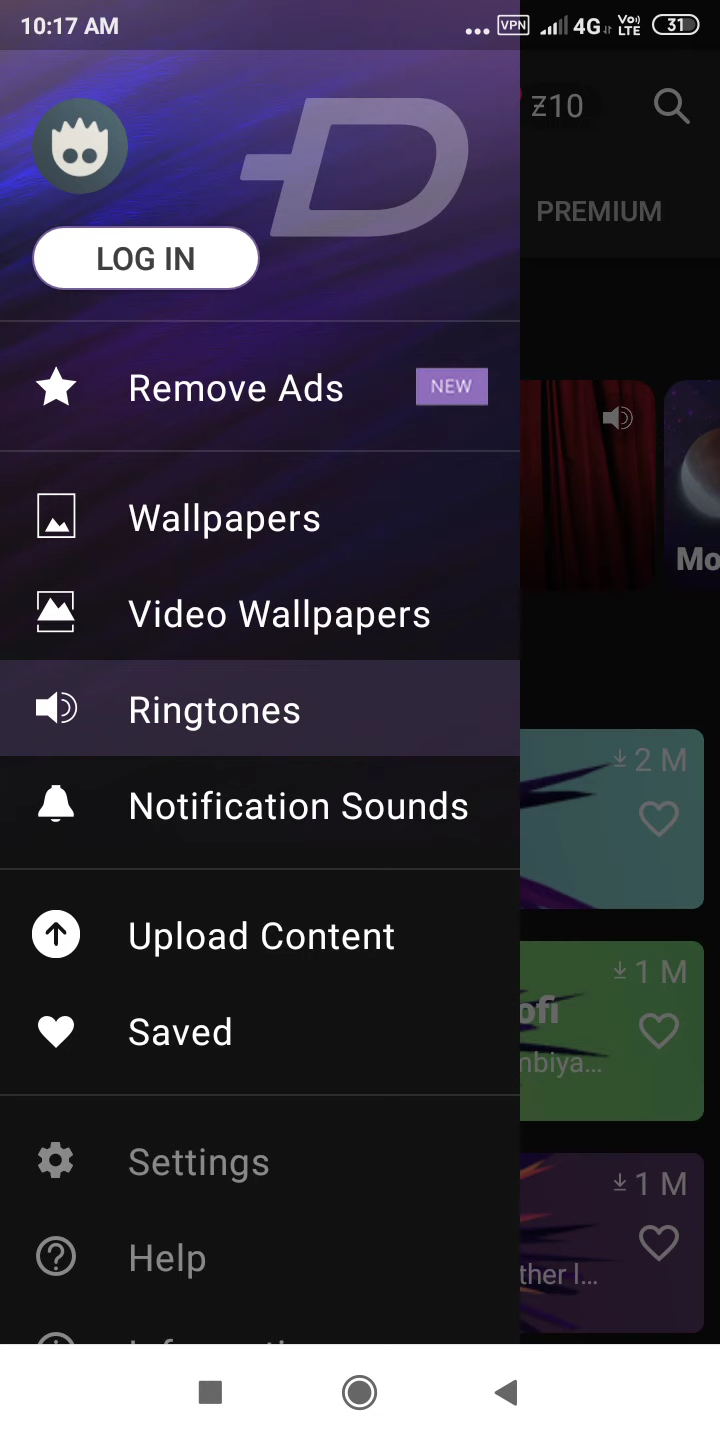 10:17 AM
VPN 4G Vo) LTE 31
Ƶ10
PREMIUM
LOG IN
Remove Ads NEW
Wallpapers
Video Wallpapers
Ringtones
Notification Sounds
Upload Content
Saved
Settings
Help
Mo
2 M
1 M
ofi
nbiya...
1 M
ther l...